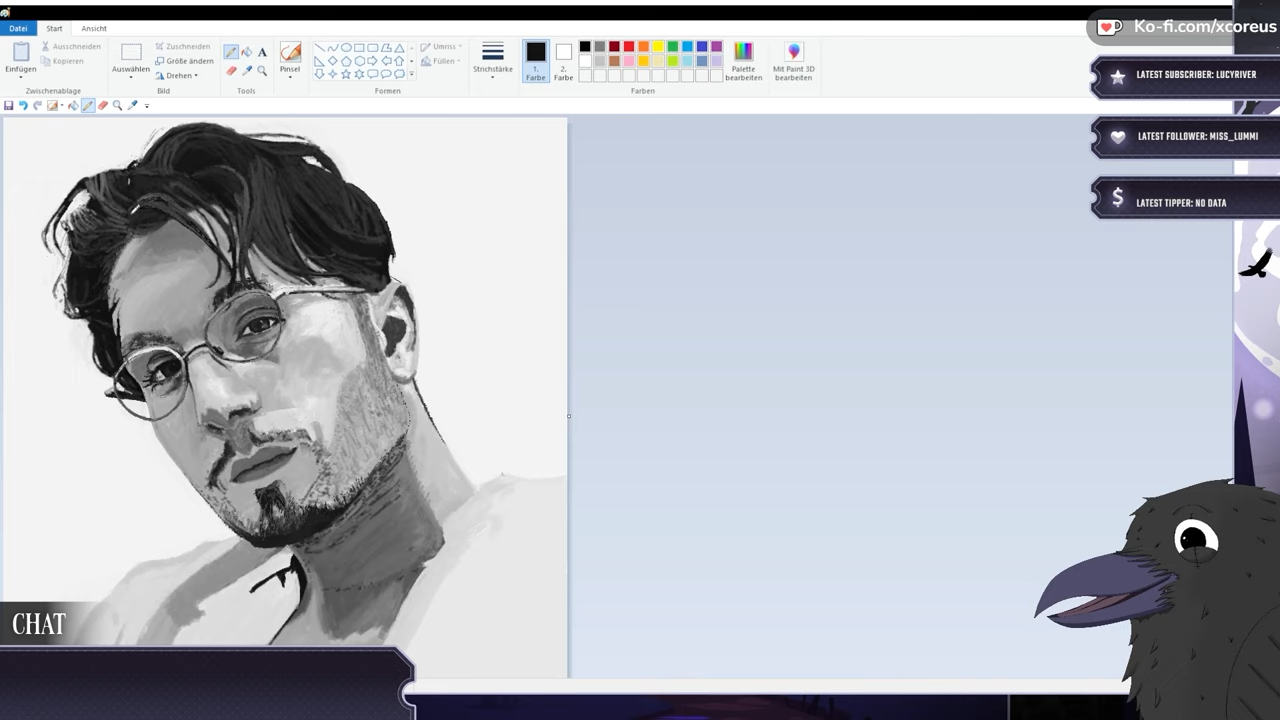 Datei Start Ansicht
Ko-fi.com/xcoreus
Einfügen
Ausschneiden
Kopieren
Zwischenablage
Auswählen
Zuschneiden
Größe ändern
Drehen
Bild
A
Tools
Pinsel
Umriss
Füllen
Formen
Strichstärke
1.
Farbe
2.
Farbe
Palette
bearbeiten
Farben
Mit Paint 3D
bearbeiten
LATEST SUBSCRIBER: LUCYRIVER
LATEST FOLLOWER: MISS_LUMMI
$ LATEST TIPPER: NO DATA
CHAT